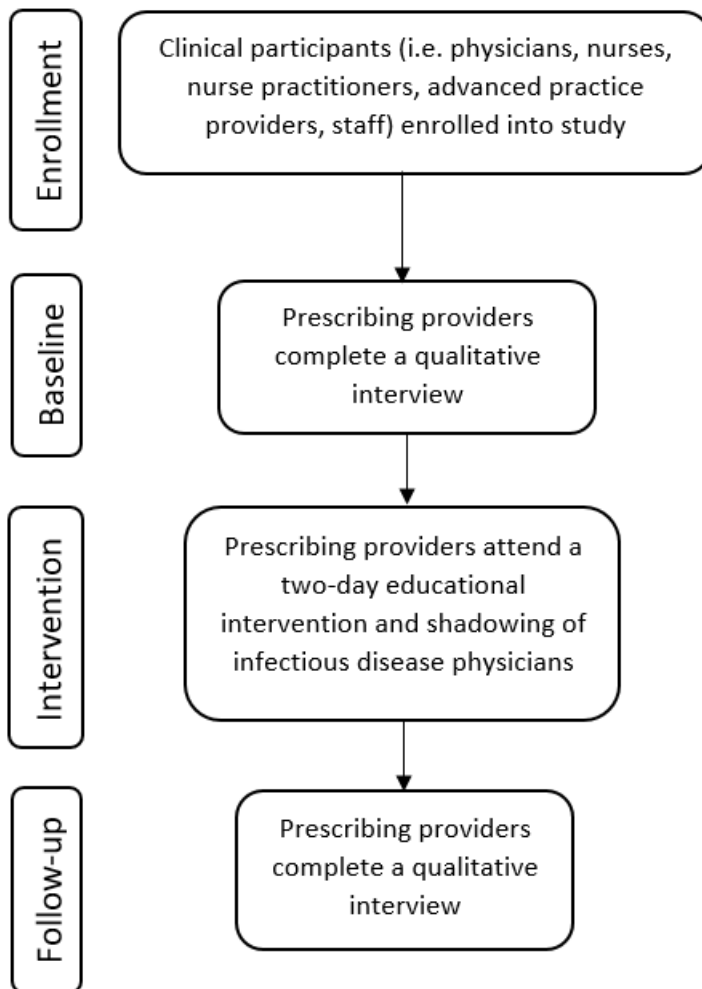 Enrollment
Clinical participants (i.e. physicians, nurses,
nurse practitioners, advanced practice
providers, staff) enrolled into study
Baseline
Prescribing providers
complete a qualitative
interview
Intervention
Prescribing providers attend a
two-day educational
intervention and shadowing of
infectious disease physicians
Follow-up
Prescribing providers
complete a qualitative
interview